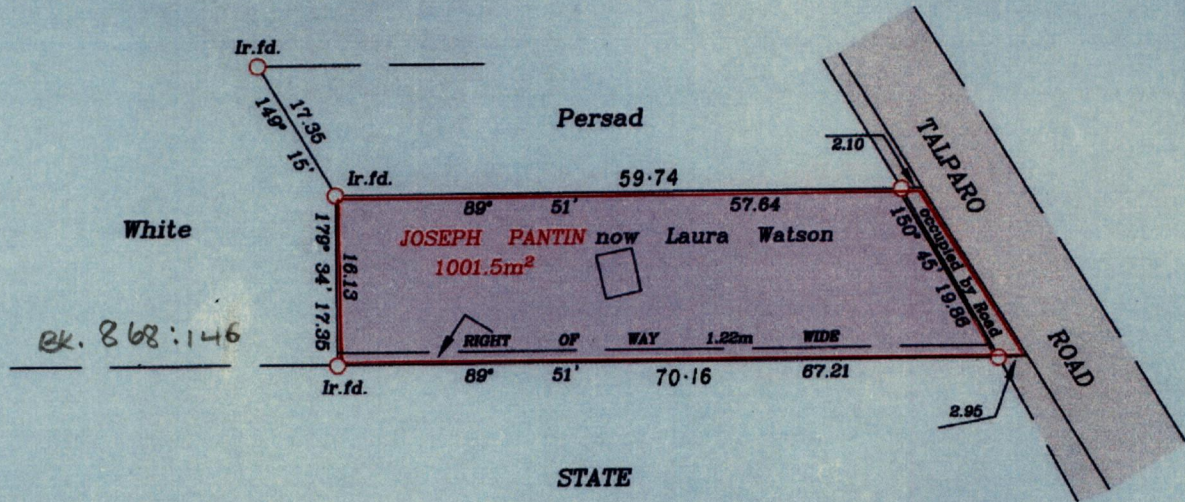 Ir.fd.
17.35
149° 15'
Persad
2.10
TALPARO
ROAD
Ir.fd.
59·74
89° 51' 57.64
White
179° 34' 17.35
16.13
JOSEPH PANTIN now Laura Watson
1001.5m²
occupied by Road
150° 45' 19.86
Bk. 868:146
RIGHT OF WAY 1.22m WIDE
Ir.fd.
89° 51' 70·16 67.21
2.95
STATE